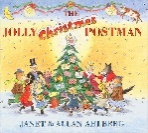 THE
JOLLY Christmas POSTMAN
JANET & ALLAN AHLBERG